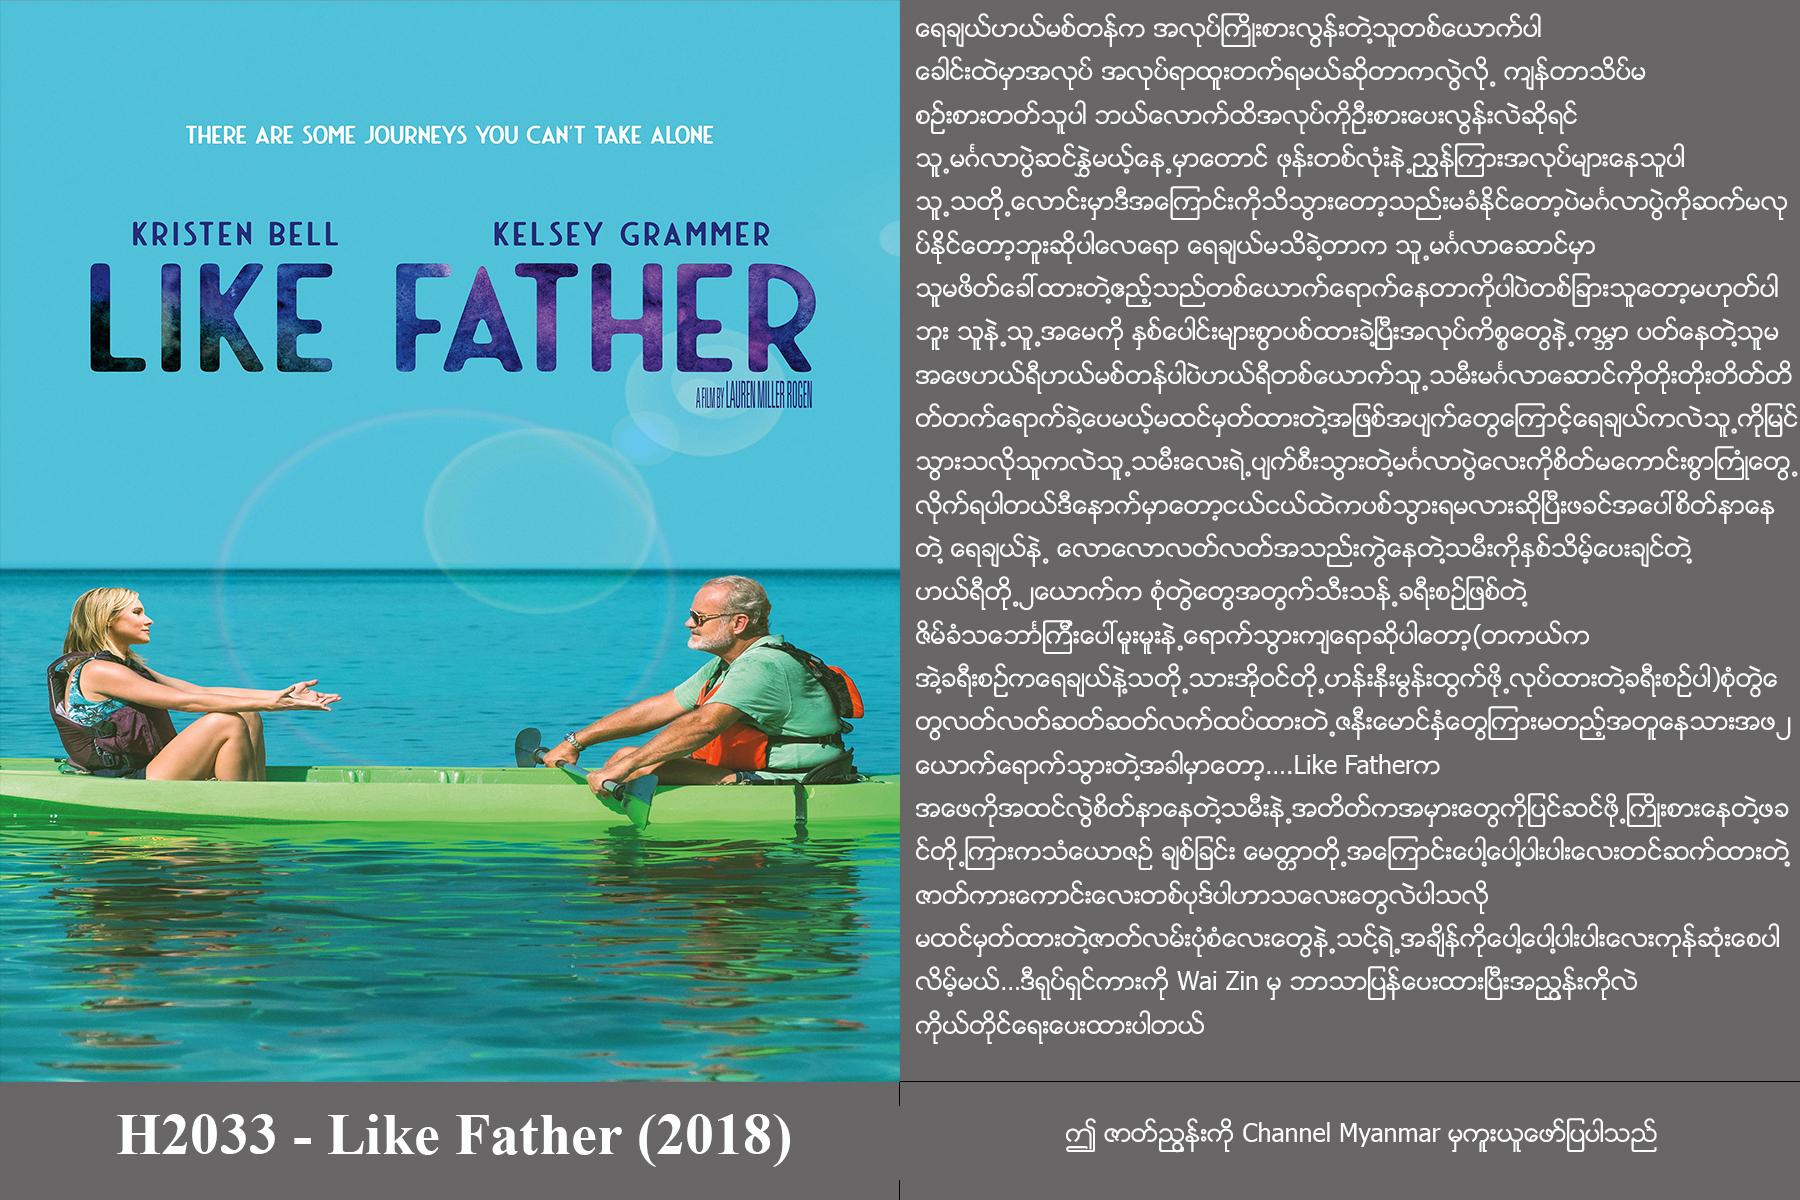 THERE ARE SOME JOURNEYS YOU CAN'T TAKE ALONE
KRISTEN BELL KELSEY GRAMMER
LIKE FATHER
A FILM BY LAUREN MILLER ROGEN
ရေချယ်ဟယ်မစ်တန်က အလုပ်ကြိုးစားလွန်းတဲ့သူတစ်ယောက်ပါ
ခေါင်းထဲမှာအလုပ် အလုပ်ရာထူးတက်ရမယ်ဆိုတာကလွဲလို့ ကျန်တာသိပ်မ
စဉ်းစားတတ်သူပါ ဘယ်လောက်ထိအလုပ်ကိုဦးစားပေးလွန်းလဲဆိုရင်
သူ့မင်္ဂလာပွဲဆင်နွှဲမယ့်နေ့မှာတောင် ဖုန်းတစ်လုံးနဲ့ညွှန်ကြားအလုပ်များနေသူပါ
သူ့သတို့လောင်းမှာဒီအကြောင်းကိုသိသွားတော့သည်းမခံနိုင်တော့ပဲမင်္ဂလာပွဲကိုဆက်မလု
ပ်နိုင်တော့ဘူးဆိုပါလေရော ရေချယ်မသိခဲ့တာက သူ့မင်္ဂလာဆောင်မှာ
သူမဖိတ်ခေါ်ထားတဲ့ဧည့်သည်တစ်ယောက်ရောက်နေတာကိုပါပဲတစ်ခြားသူတော့မဟုတ်ပါ
ဘူး သူနဲ့သူ့အမေကို နှစ်ပေါင်းများစွာပစ်ထားခဲ့ပြီးအလုပ်ကိစ္စတွေနဲ့ကမ္ဘာ ပတ်နေတဲ့သူမ
အဖေဟယ်ရီဟယ်မစ်တန်ပါပဲဟယ်ရီတစ်ယောက်သူ့သမီးမင်္ဂလာဆောင်ကိုတိုးတိုးတိတ်တိ
တ်တက်ရောက်ခဲ့ပေမယ့်မထင်မှတ်ထားတဲ့အဖြစ်အပျက်တွေကြောင့်ရေချယ်ကလဲသူ့ကိုမြင်
သွားသလိုသူကလဲသူ့သမီးလေးရဲ့ပျက်စီးသွားတဲ့မင်္ဂလာပွဲလေးကိုစိတ်မကောင်းစွာကြုံတွေ့
လိုက်ရပါတယ်ဒီနောက်မှာတော့ငယ်ငယ်ထဲကပစ်သွားရမလားဆိုပြီးဖခင်အပေါ်စိတ်နာနေ
တဲ့ ရေချယ်နဲ့ လောလောလတ်လတ်အသည်းကွဲနေတဲ့သမီးကိုနှစ်သိမ့်ပေးချင်တဲ့
ဟယ်ရီတို့၂ယောက်က စုံတွဲတွေအတွက်သီးသန့်ခရီးစဉ်ဖြစ်တဲ့
ဇိမ်ခံသင်္ဘောကြီးပေါ်မူးမူးနဲ့ရောက်သွားကျရောဆိုပါတော့(တကယ်က
အဲ့ခရီးစဉ်ကရေချယ်နဲ့သတို့သားအိုဝင်တို့ဟန်းနီးမွန်းထွက်ဖို့လုပ်ထားတဲ့ခရီးစဉ်ပါ)စုံတွဲေ
တွလတ်လတ်ဆတ်ဆတ်လက်ထပ်ထားတဲ့ဇနီးမောင်နှံတွေကြားမတည့်အတူနေသားအဖ၂
ယောက်ရောက်သွားတဲ့အခါမှာတော့....Like Fatherက
အဖေကိုအထင်လွဲစိတ်နာနေတဲ့သမီးနဲ့အတိတ်ကအမှားတွေကိုပြင်ဆင်ဖို့ကြိုးစားနေတဲ့ဖခ
င်တို့ကြားကသံယောဇဉ် ချစ်ခြင်း မေတ္တာတို့အကြောင်းပေါ့ပေါ့ပါးပါးလေးတင်ဆက်ထားတဲ့
ဇာတ်ကားကောင်းလေးတစ်ပုဒ်ပါဟာသလေးတွေလဲပါသလို
မထင်မှတ်ထားတဲ့ဇာတ်လမ်းပုံစံလေးတွေနဲ့သင့်ရဲ့အချိန်ကိုပေါ့ပေါ့ပါးပါးလေးကုန်ဆုံးစေပါ
လိမ့်မယ်...ဒီရုပ်ရှင်ကားကို Wai Zin မှ ဘာသာပြန်ပေးထားပြီးအညွှန်းကိုလဲ
ကိုယ်တိုင်ရေးပေးထားပါတယ်
H2033 - Like Father (2018)
ဤ ဇာတ်ညွှန်းကို Channel Myanmar မှကူးယူဖော်ပြပါသည်